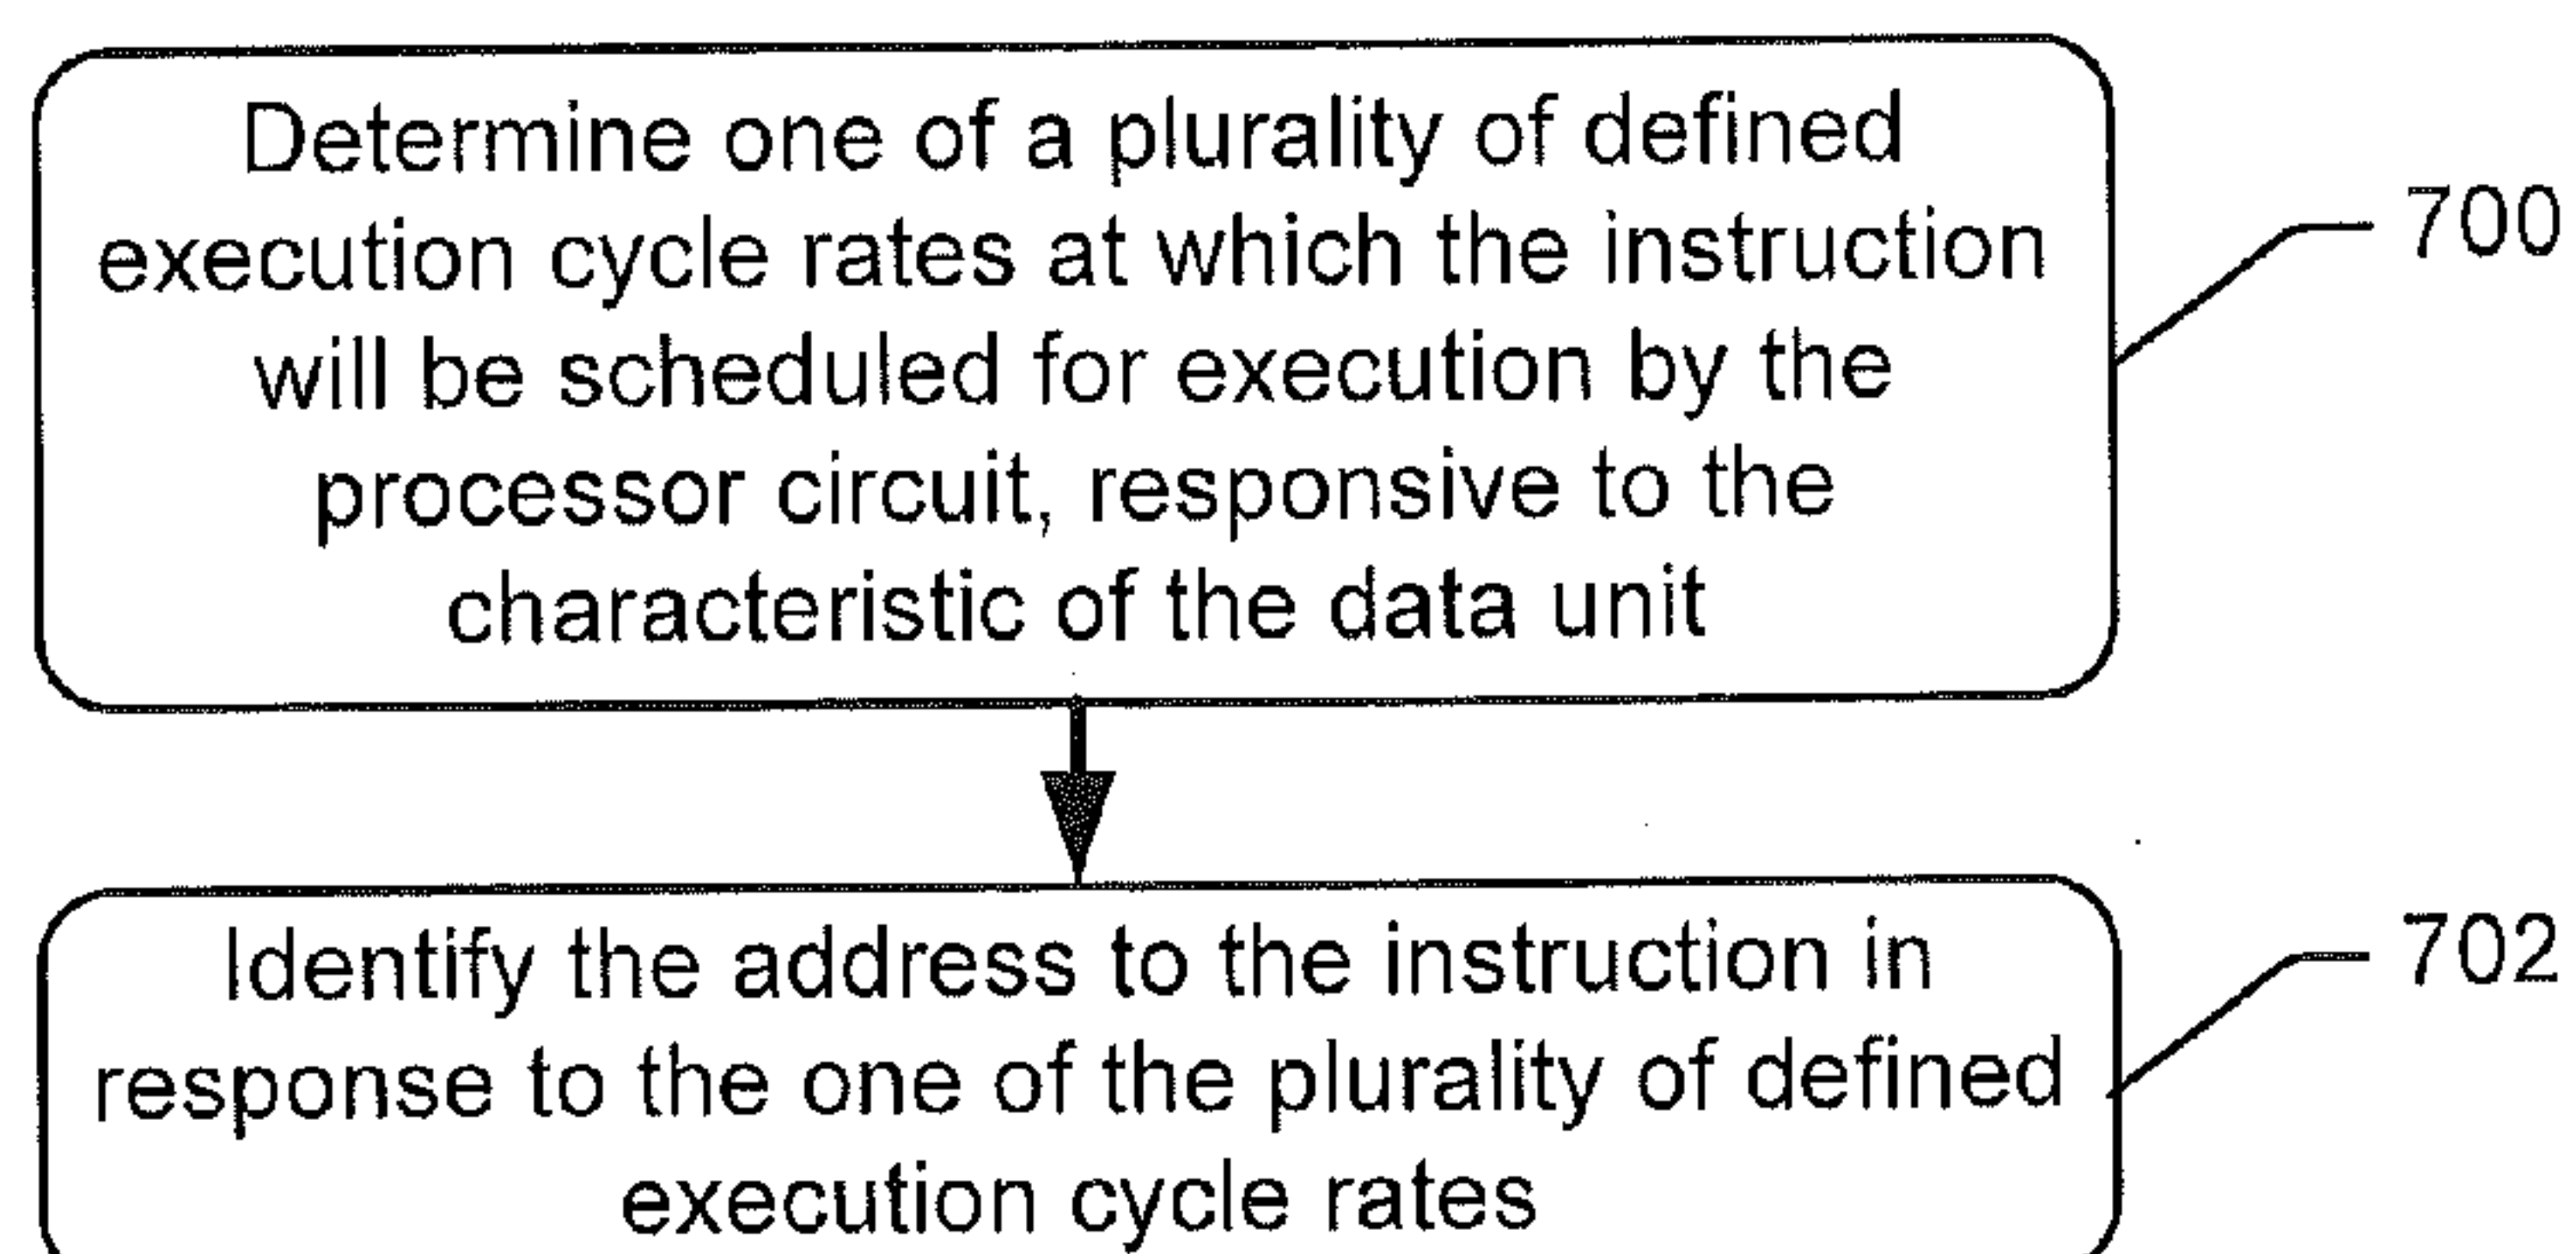 Determine one of a plurality of defined
execution cycle rates at which the instruction
will be scheduled for execution by the
processor circuit, responsive to the
characteristic of the data unit
700
Identify the address to the instruction in
response to the one of the plurality of defined
execution cycle rates
702